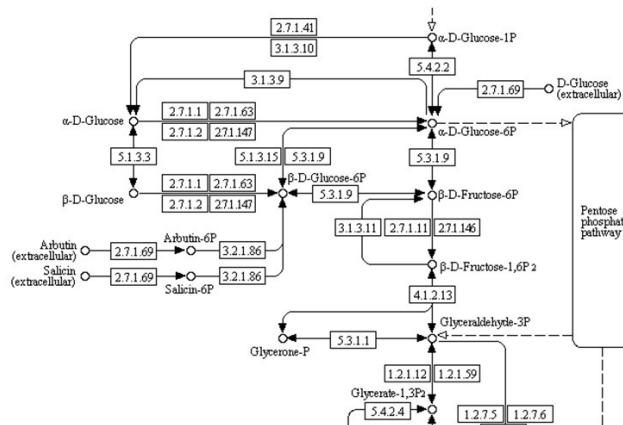 2.7.1.41
3.1.3.10
α-D-Glucose-1P
5.4.2.2
3.1.3.9
2.7.1.69
D-Glucose
(extracellular)
α-D-Glucose
2.7.1.1
2.7.1.63
2.7.1.2
2.7.1.147
α-D-Glucose-6P
5.1.3.3
5.1.3.15
5.3.1.9
5.3.1.9
β-D-Glucose
2.7.1.1
2.7.1.63
2.7.1.2
2.7.1.147
β-D-Glucose-6P
5.3.1.9
β-D-Fructose-6P
Pentose
phosphat
pathway
3.1.3.11
2.7.1.11
2.7.1.146
Arbutin
(extracellular)
2.7.1.69
Arbutin-6P
3.2.1.86
Salicin
(extracellular)
2.7.1.69
Salicin-6P
3.2.1.86
β-D-Fructose-1,6P2
4.1.2.13
Glyceraldehyde-3P
Glycerone-P
5.3.1.1
1.2.1.12
1.2.1.59
Glycerate-1,3P2
5.4.2.4
1.2.7.5
1.2.7.6